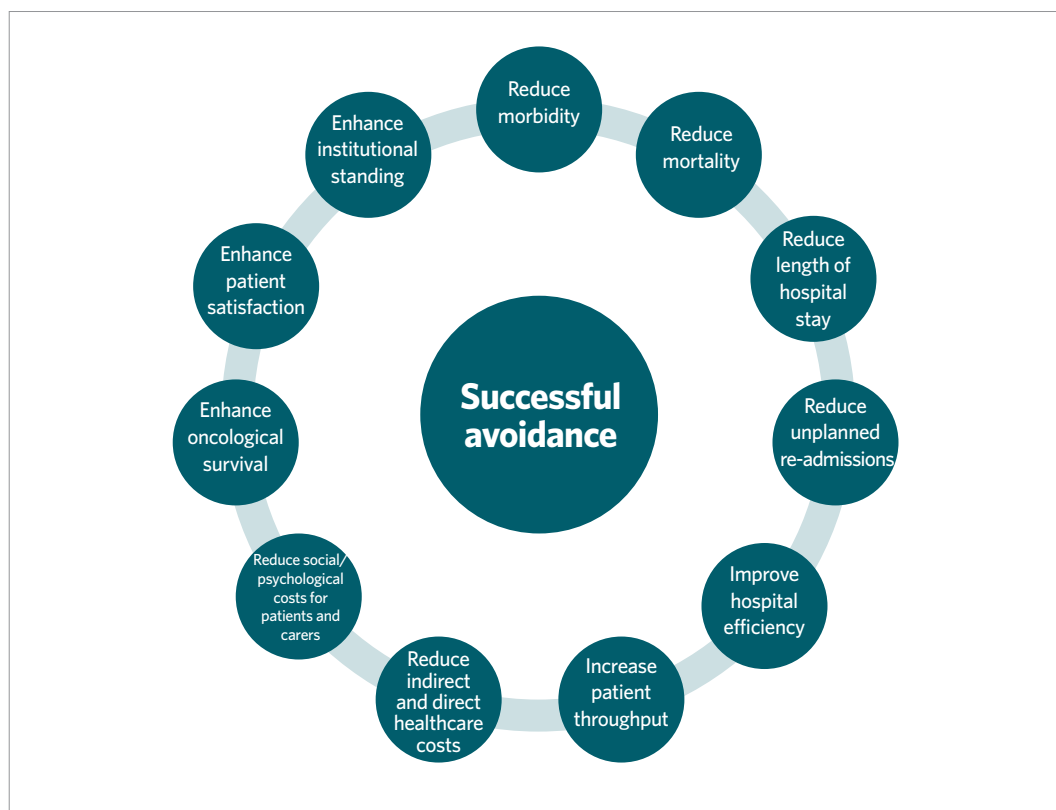 Reduce
morbidity
Reduce
mortality
Reduce
length of
hospital
stay
Reduce
unplanned
re-admissions
Improve
hospital
efficiency
Increase
patient
throughput
Reduce
indirect
and direct
healthcare
costs
Reduce social/
psychological
costs for
patients and
carers
Enhance
oncological
survival
Enhance
patient
satisfaction
Enhance
institutional
standing
Successful
avoidance